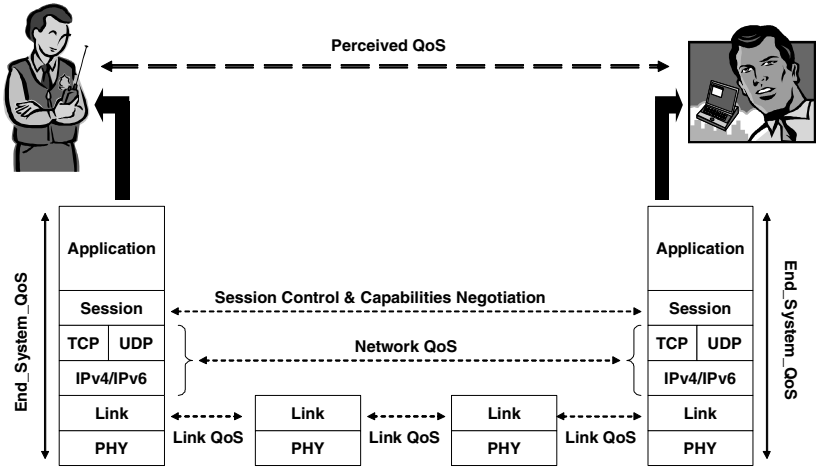 Perceived QoS
Application
Application
End_System_QoS
End_System_QoS
Session
Session Control & Capabilities Negotiation
Session
TCP UDP
Network QoS
TCP UDP
IPv4/IPv6
IPv4/IPv6
Link
Link
Link
Link
Link QoS
Link QoS
Link QoS
PHY
PHY
PHY
PHY